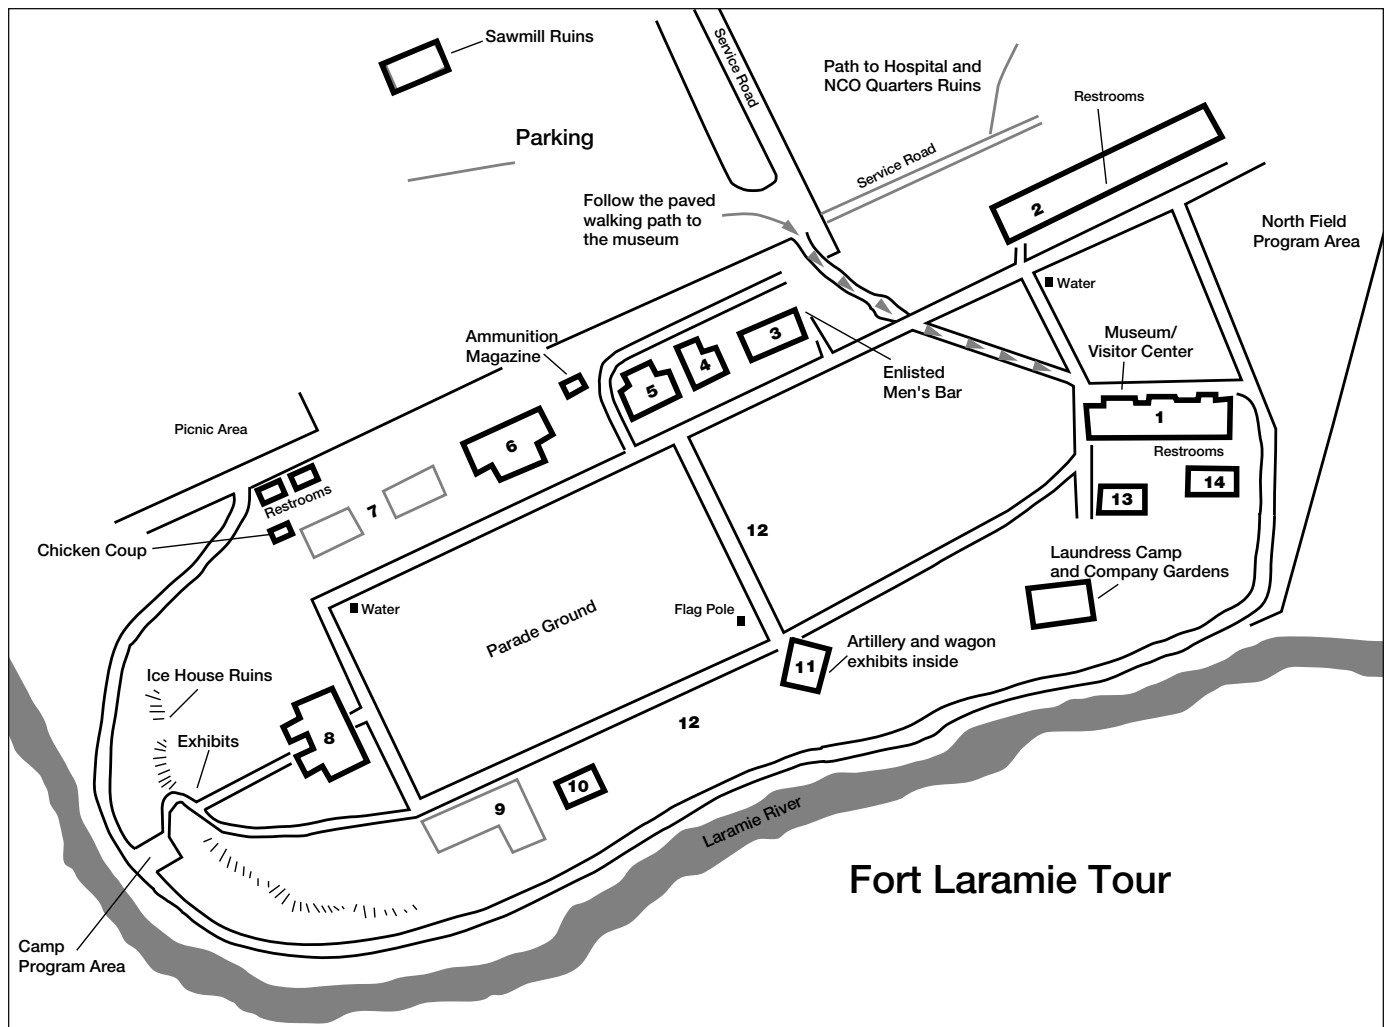 Sawmill Ruins
Service Road
Path to Hospital and
NCO Quarters Ruins
Restrooms
Parking
Service Road
Follow the paved
walking path to
the museum
2
North Field
Program Area
Water
Ammunition
Magazine
3
4
5
Enlisted
Men's Bar
Museum/
Visitor Center
1
Restrooms
Picnic Area
6
Restrooms
7
14
13
12
Chicken Coup
Laundress Camp
and Company Gardens
Water
Parade Ground
Flag Pole
Artillery and wagon
exhibits inside
11
Ice House Ruins
12
Exhibits
8
10
9
Laramie River
Fort Laramie Tour
Camp
Program Area